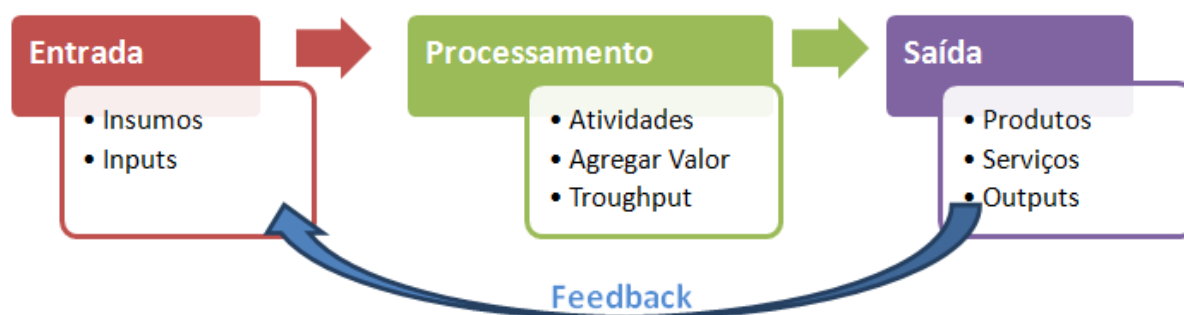 Entrada
• Insumos
• Inputs
Processamento
• Atividades
• Agregar Valor
• Troughput
Saída
• Produtos
• Serviços
• Outputs
Feedback